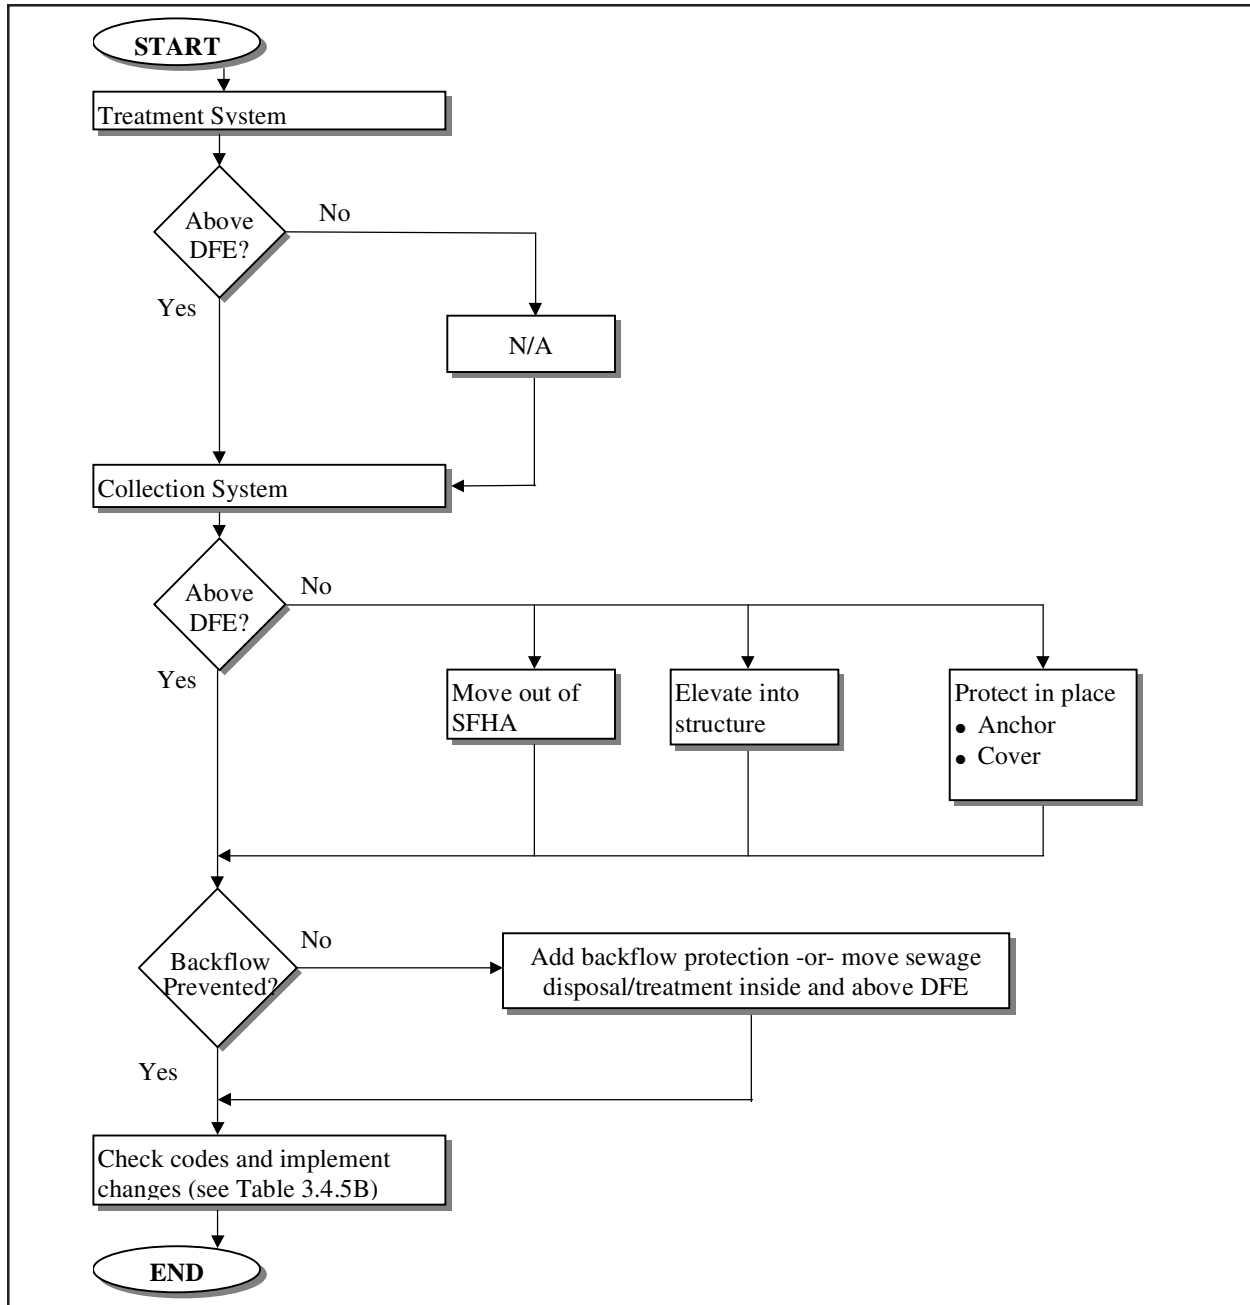 START
Treatment System
Above
DFE?
No
Yes
N/A
Collection System
Above
DFE?
No
Yes
Move out of
SFHA
Elevate into
structure
Protect in place
● Anchor
● Cover
Backflow
Prevented?
No
Yes
Add backflow protection -or- move sewage
disposal/treatment inside and above DFE
Check codes and implement
changes (see Table 3.4.5B)
END